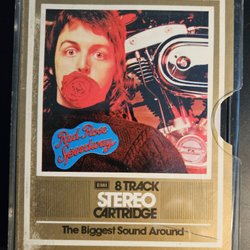 Red Rose
Speedway
EMI 8 TRACK
STEREO
CARTRIDGE
The Biggest Sound Around